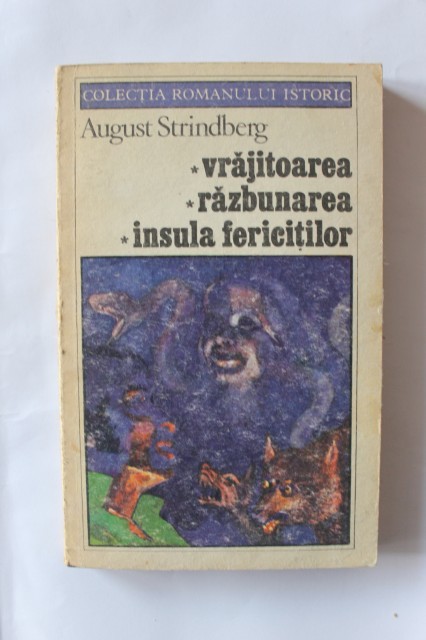 COLECȚIA ROMANULUI ISTORIC
August Strindberg
* vrăjitoarea
* răzbunarea
* insula fericiților